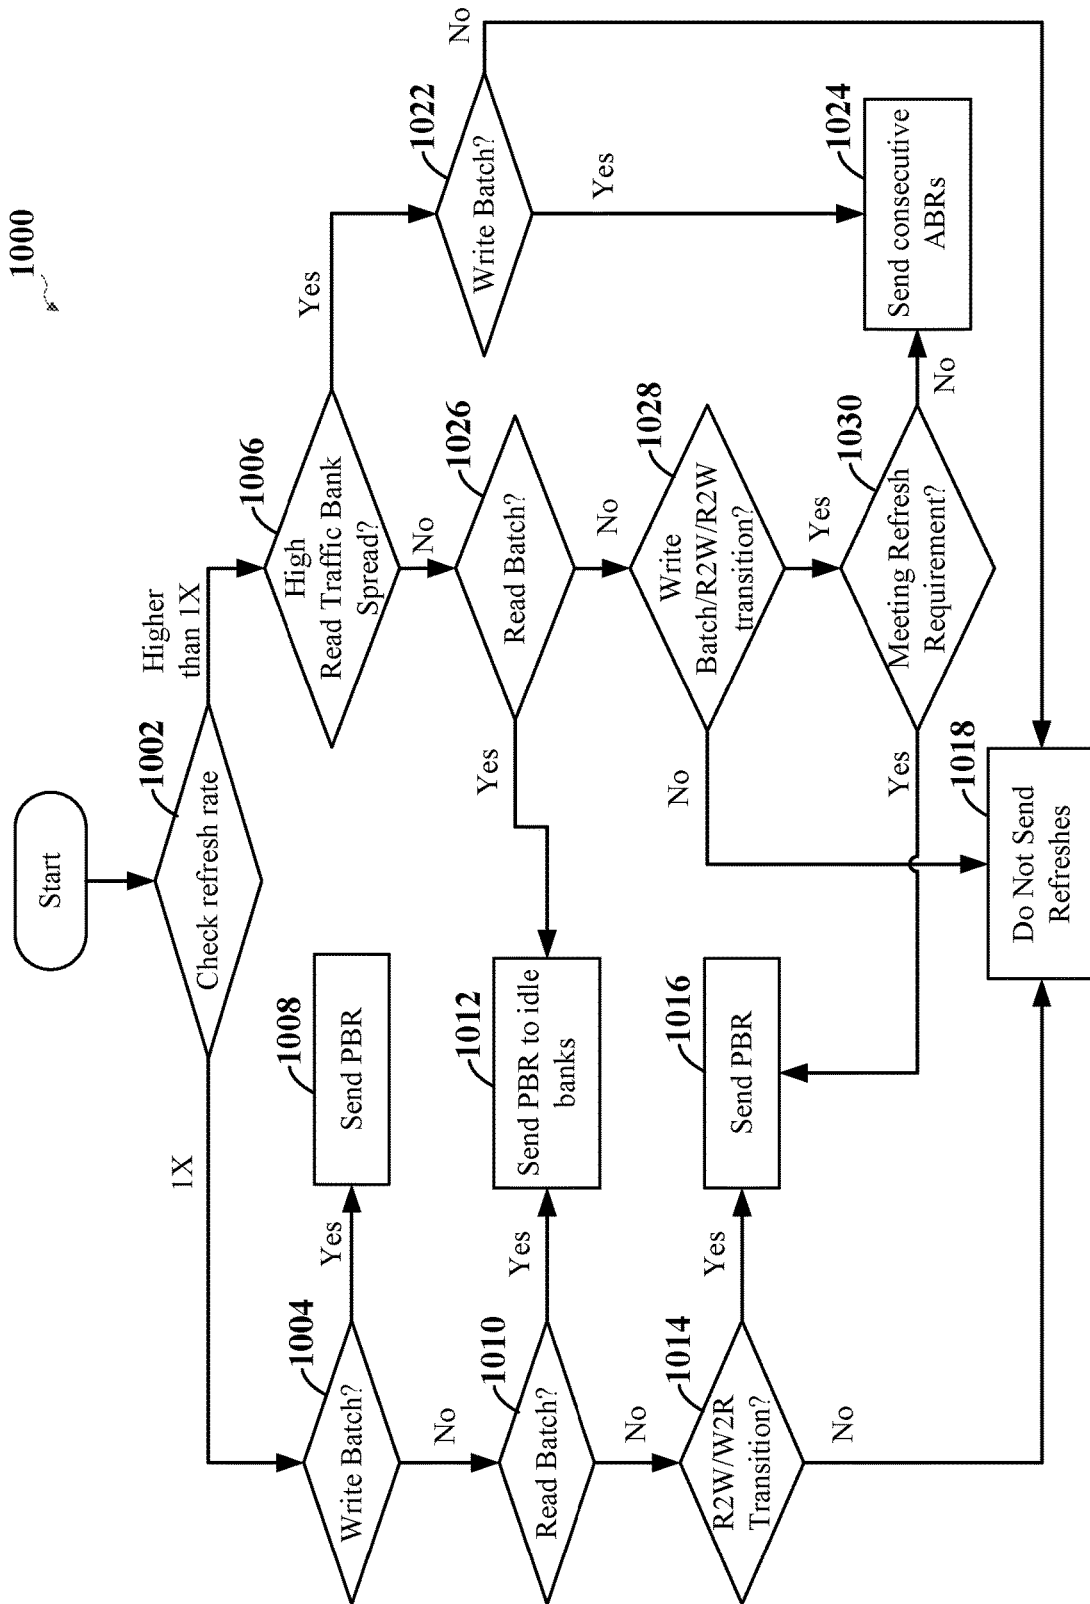 1000
Start
1002
Check refresh rate
1X
Higher
than 1X
1004
Write Batch?
Yes
No
1008
Send PBR
1006
High
Read Traffic Bank
Spread?
Yes
No
1022
Write Batch?
No
Yes
1010
Read Batch?
Yes
No
1012
Send PBR to idle
banks
1026
Read Batch?
Yes
No
1014
R2W/W2R
Transition?
Yes
No
1016
Send PBR
1028
Write
Batch/R2W/R2W
transition?
No
Yes
1024
Send consecutive
ABRs
1030
Meeting Refresh
Requirement?
Yes
No
1018
Do Not Send
Refreshes